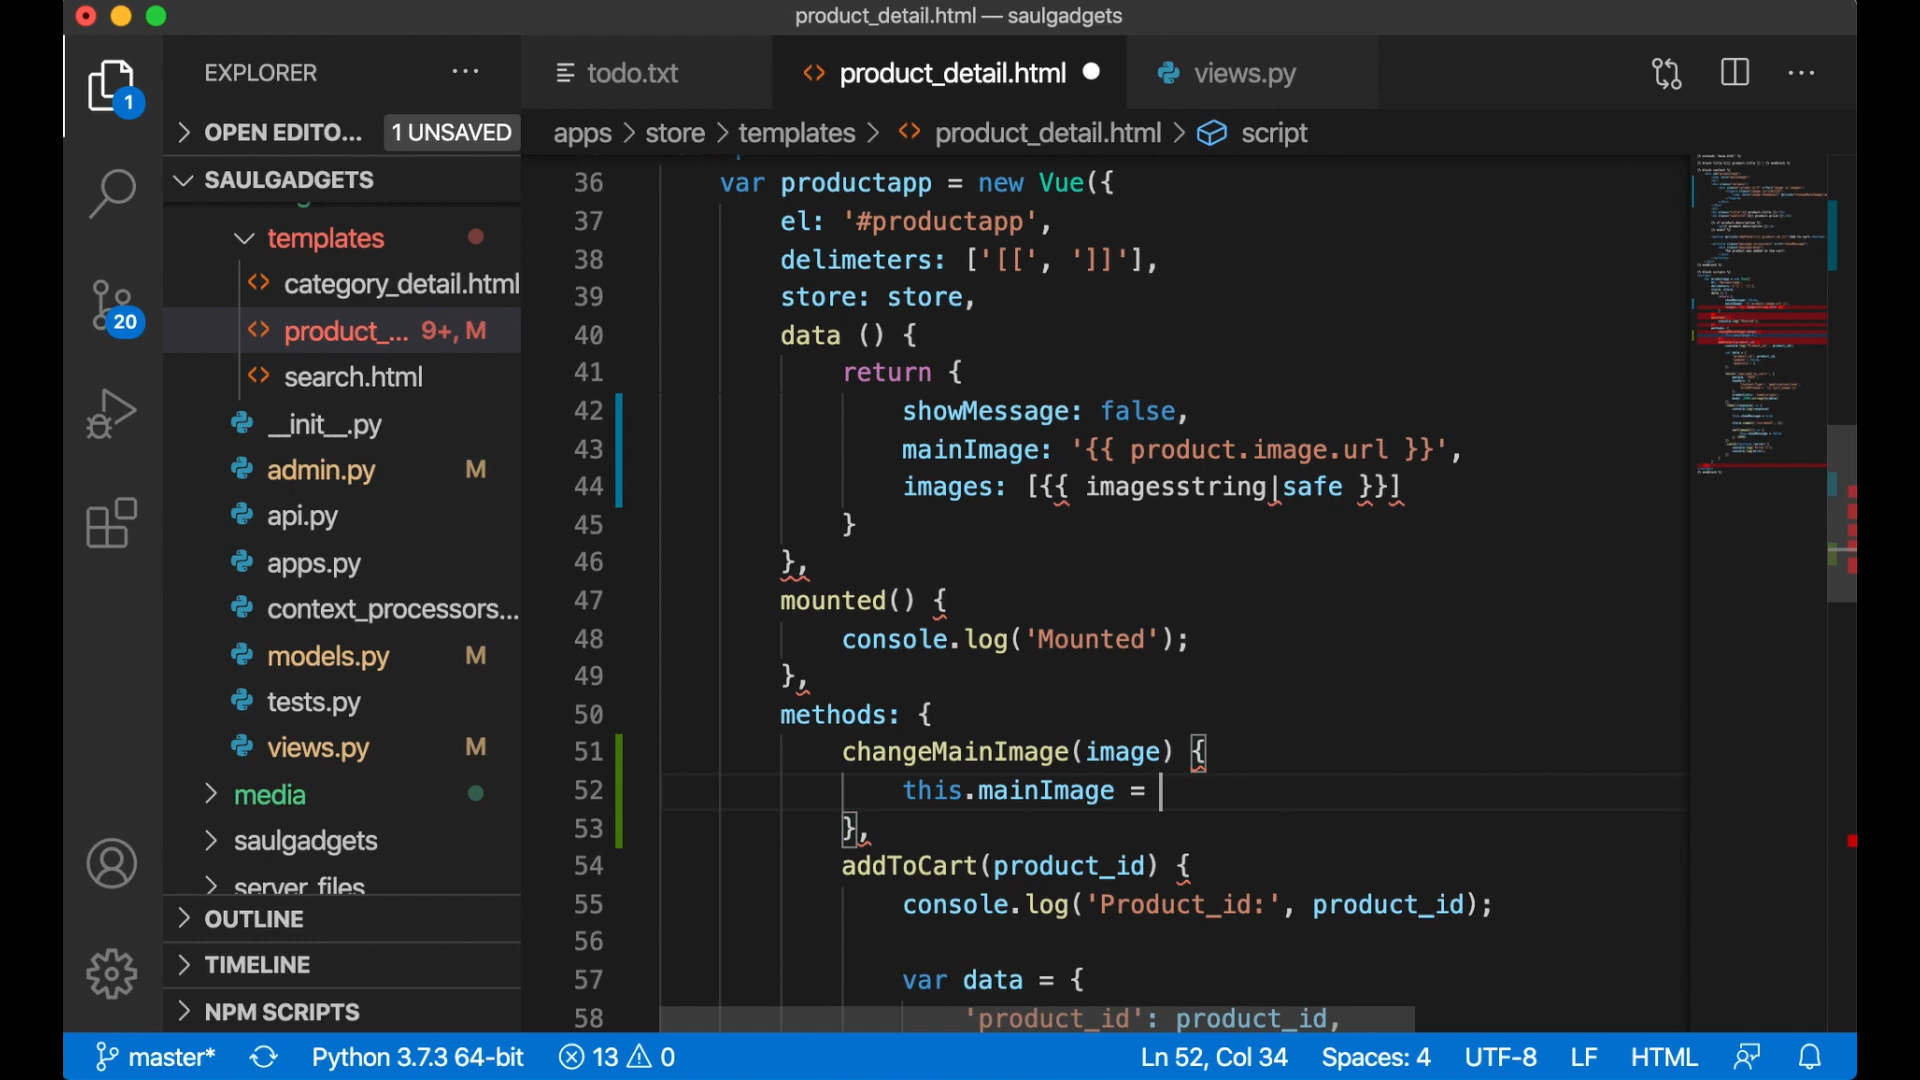 product_detail.html — saulgadgets
EXPLORER
todo.txt
product_detail.html
views.py
1
OPEN EDITO...
1 UNSAVED
apps > store > templates > product_detail.html > script
SAULGADGETS
templates
category_detail.html
product_... 9+, M
search.html
__init__.py
admin.py M
api.py
apps.py
context_processors...
models.py M
tests.py
views.py M
media
saulgadgets
server_files
OUTLINE
TIMELINE
NPM SCRIPTS
20
36 var productapp = new Vue({
37 el: '#productapp',
38 delimeters: ['[[', ']]'],
39 store: store,
40 data () {
41 return {
42 showMessage: false,
43 mainImage: '{{ product.image.url }}',
44 images: [{{ imagesstring|safe }}]
45 }
46 },
47 mounted() {
48 console.log('Mounted');
49 },
50 methods: {
51 changeMainImage(image) {
52 this.mainImage =
53 },
54 addToCart(product_id) {
55 console.log('Product_id:', product_id);
56
57 var data = {
58 'product_id': product_id,
master* Python 3.7.3 64-bit 13 0 Ln 52, Col 34 Spaces: 4 UTF-8 LF HTML